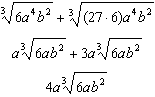 ∛(6a⁴b²) + ∛((27·6)a⁴b²)
a∛(6ab²) + 3a∛(6ab²)
4a∛(6ab²)